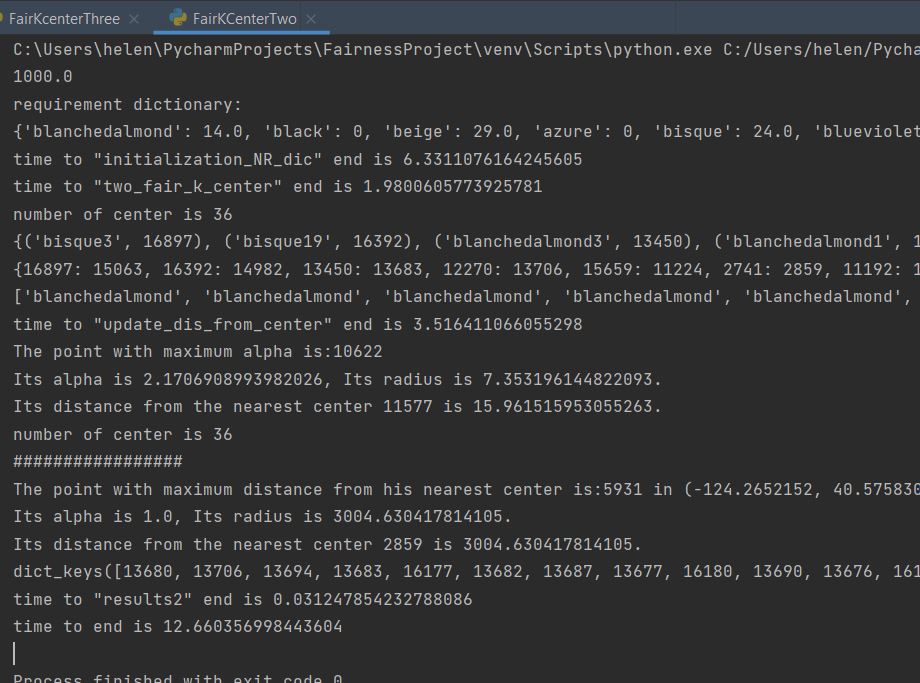 FairKcenterThree FairKCenterTwo
C:\Users\helen\PycharmProjects\FairnessProject\venv\Scripts\python.exe C:/Users/helen/Pycha
1000.0
requirement dictionary:
{'blanchedalmond': 14.0, 'black': 0, 'beige': 29.0, 'azure': 0, 'bisque': 24.0, 'blueviolet
time to "initialization_NR_dic" end is 6.3311076164245605
time to "two_fair_k_center" end is 1.9800605773925781
number of center is 36
{('bisque3', 16897), ('bisque19', 16392), ('blanchedalmond3', 13450), ('blanchedalmond1', 1
{16897: 15063, 16392: 14982, 13450: 13683, 12270: 13706, 15659: 11224, 2741: 2859, 11192: 1
['blanchedalmond', 'blanchedalmond', 'blanchedalmond', 'blanchedalmond', 'blanchedalmond',
time to "update_dis_from_center" end is 3.516411066055298
The point with maximum alpha is:10622
Its alpha is 2.1706908993982026, Its radius is 7.353196144822093.
Its distance from the nearest center 11577 is 15.961515953055263.
number of center is 36
#################
The point with maximum distance from his nearest center is:5931 in (-124.2652152, 40.575830
Its alpha is 1.0, Its radius is 3004.630417814105.
Its distance from the nearest center 2859 is 3004.630417814105.
dict_keys([13680, 13706, 13694, 13683, 16177, 13682, 13687, 13677, 16180, 13690, 13676, 161
time to "results2" end is 0.031247854232788086
time to end is 12.660356998443604
Process finished with exit code 0